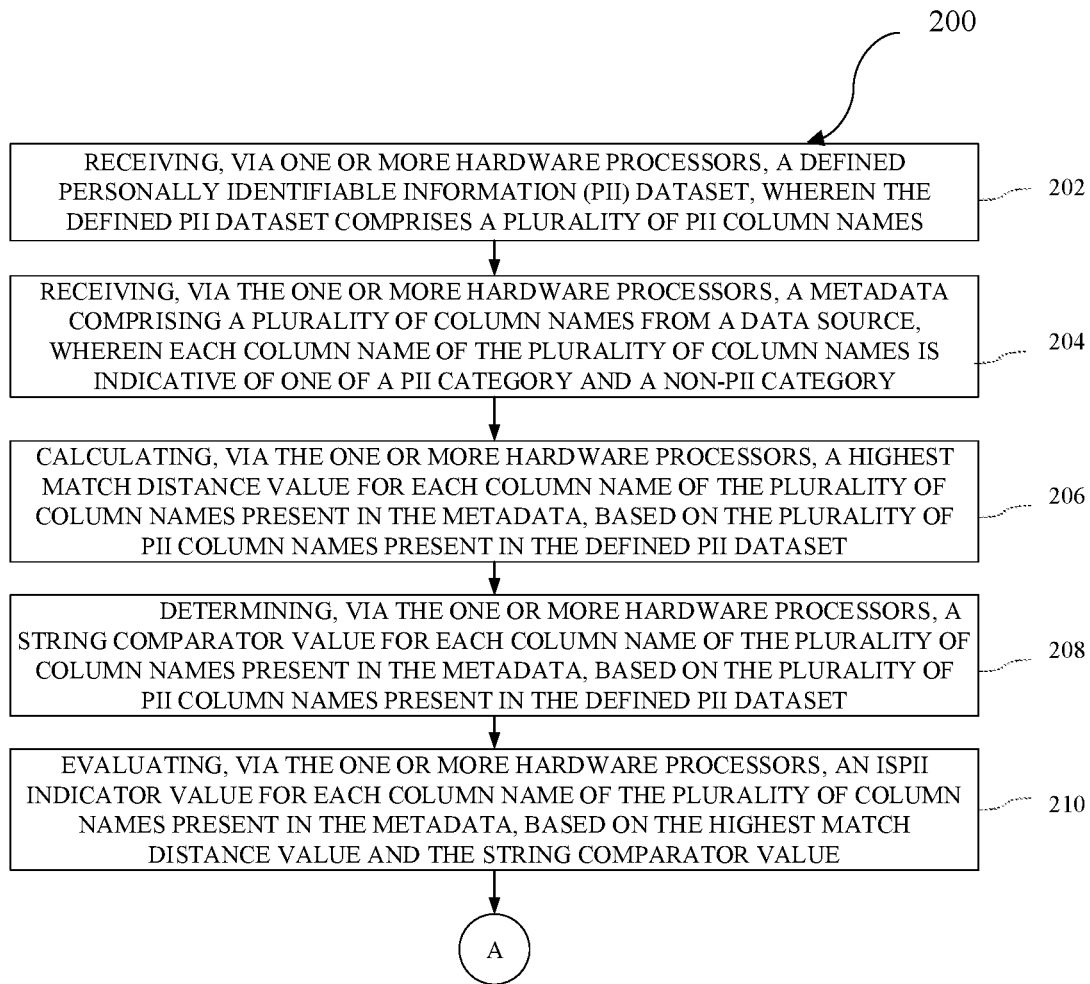 200
RECEIVING, VIA ONE OR MORE HARDWARE PROCESSORS, A DEFINED
PERSONALLY IDENTIFIABLE INFORMATION (PII) DATASET, WHEREIN THE
DEFINED PII DATASET COMPRISES A PLURALITY OF PII COLUMN NAMES
202
RECEIVING, VIA THE ONE OR MORE HARDWARE PROCESSORS, A METADATA
COMPRISING A PLURALITY OF COLUMN NAMES FROM A DATA SOURCE,
WHEREIN EACH COLUMN NAME OF THE PLURALITY OF COLUMN NAMES IS
INDICATIVE OF ONE OF A PII CATEGORY AND A NON-PII CATEGORY
204
CALCULATING, VIA THE ONE OR MORE HARDWARE PROCESSORS, A HIGHEST
MATCH DISTANCE VALUE FOR EACH COLUMN NAME OF THE PLURALITY OF
COLUMN NAMES PRESENT IN THE METADATA, BASED ON THE PLURALITY OF
PII COLUMN NAMES PRESENT IN THE DEFINED PII DATASET
206
DETERMINING, VIA THE ONE OR MORE HARDWARE PROCESSORS, A
STRING COMPARATOR VALUE FOR EACH COLUMN NAME OF THE PLURALITY OF
COLUMN NAMES PRESENT IN THE METADATA, BASED ON THE PLURALITY OF
PII COLUMN NAMES PRESENT IN THE DEFINED PII DATASET
208
EVALUATING, VIA THE ONE OR MORE HARDWARE PROCESSORS, AN ISPII
INDICATOR VALUE FOR EACH COLUMN NAME OF THE PLURALITY OF COLUMN
NAMES PRESENT IN THE METADATA, BASED ON THE HIGHEST MATCH
DISTANCE VALUE AND THE STRING COMPARATOR VALUE
210
A